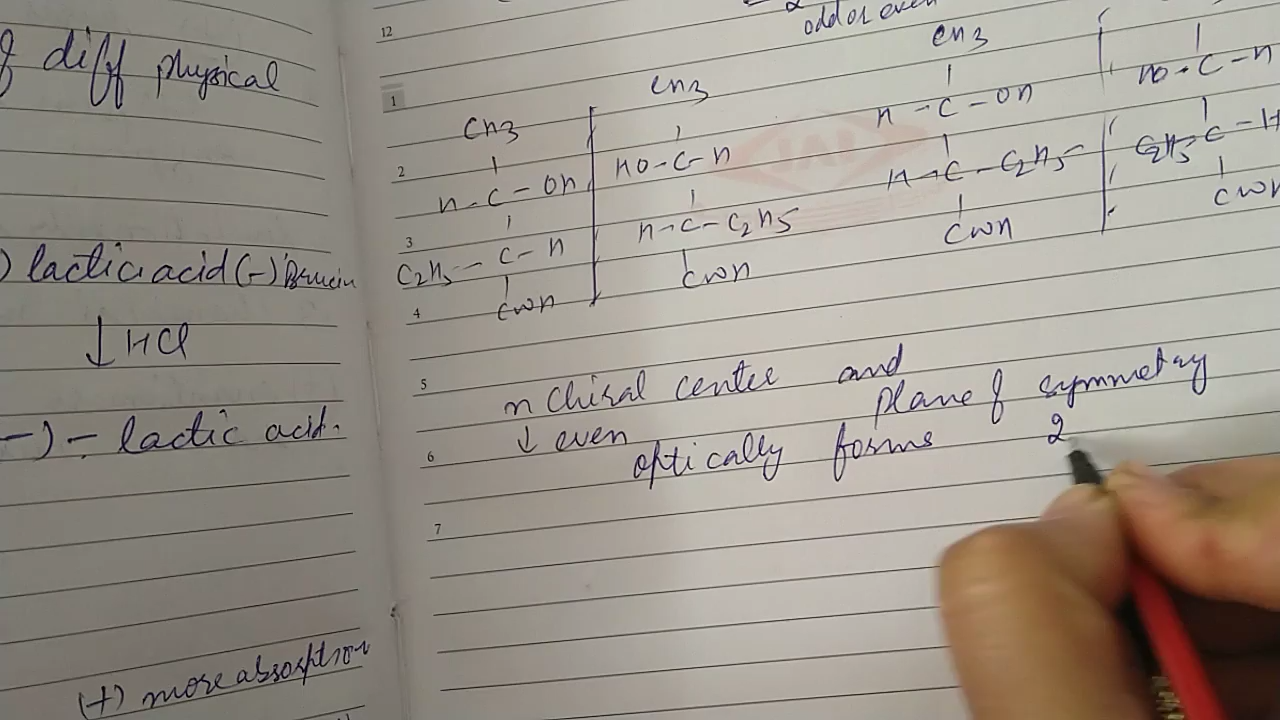 diff physical
lactic acid (-) Brucin
↓ HCl
-) - lactic acid.
(+) more absorption
12
1
2
3
4
5
6
7
odd or even
CH3
H - C - OH
C2H5 - C - H
COOH
CH3
HO - C - H
H - C - C2H5
COOH
CH3
H - C - OH
H - C - C2H5
COOH
HO - C - H
C2H5 - C - H
COOH
n chiral center and
plane of symmetry
↓ even
optically forms 2